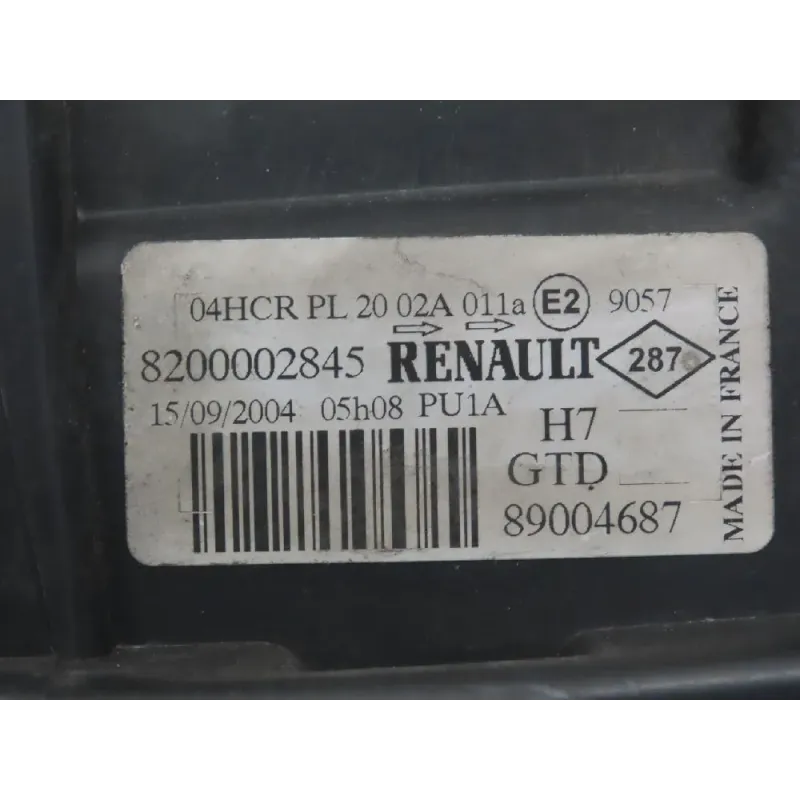 04HCR PL 20 02A 011a E2 9057
8200002845 RENAULT 287
15/09/2004 05h08 PU1A
H7
GTD
89004687
MADE IN FRANCE